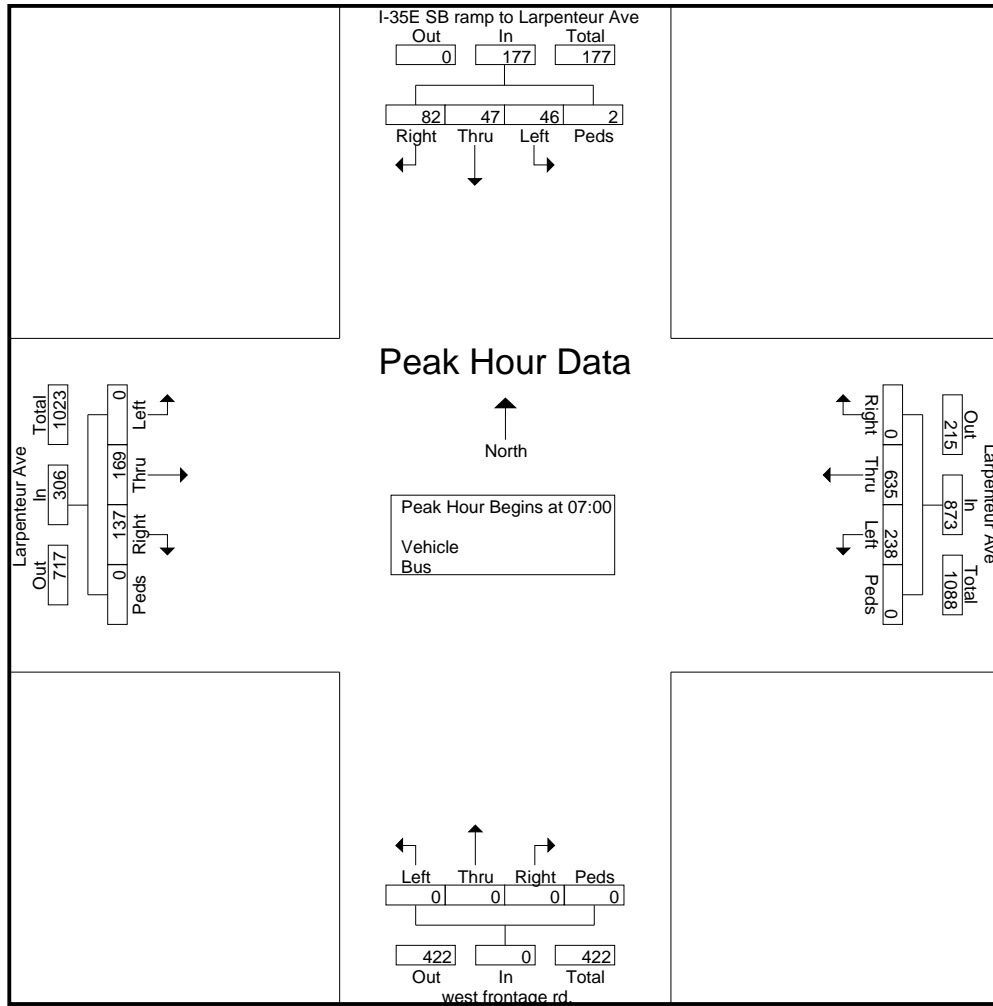 I-35E SB ramp to Larpenteur Ave
Out In Total
0 177 177
82 47 46 2
Right Thru Left Peds
Peak Hour Data
North
Peak Hour Begins at 07:00
Vehicle
Bus
Larpenteur Ave
Out In Total
717 306 1023
0 169 137 0
Left Thru Right Peds
Larpenteur Ave
Out In Total
215 873 1088
0 635 238 0
Right Thru Left Peds
Left Thru Right Peds
0 0 0 0
422 0 422
Out In Total
west frontage rd.